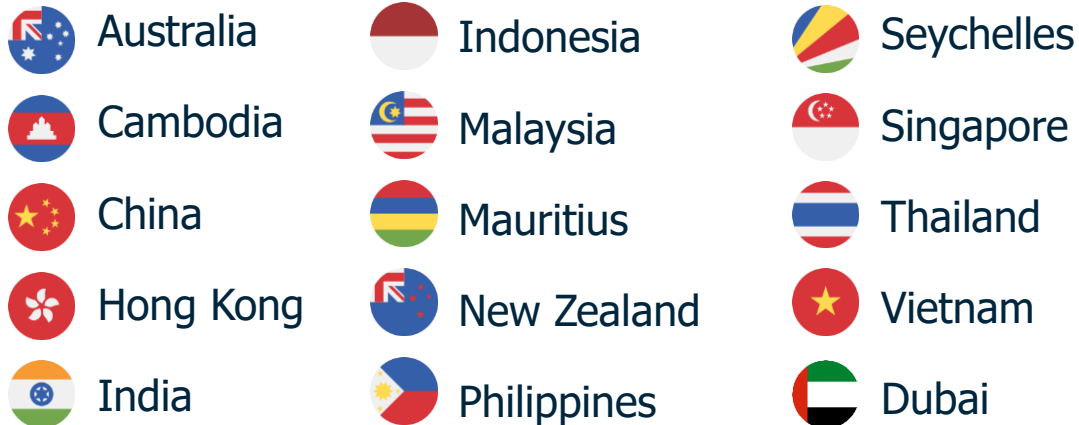 Australia
Cambodia
China
Hong Kong
India
Indonesia
Malaysia
Mauritius
New Zealand
Philippines
Seychelles
Singapore
Thailand
Vietnam
Dubai